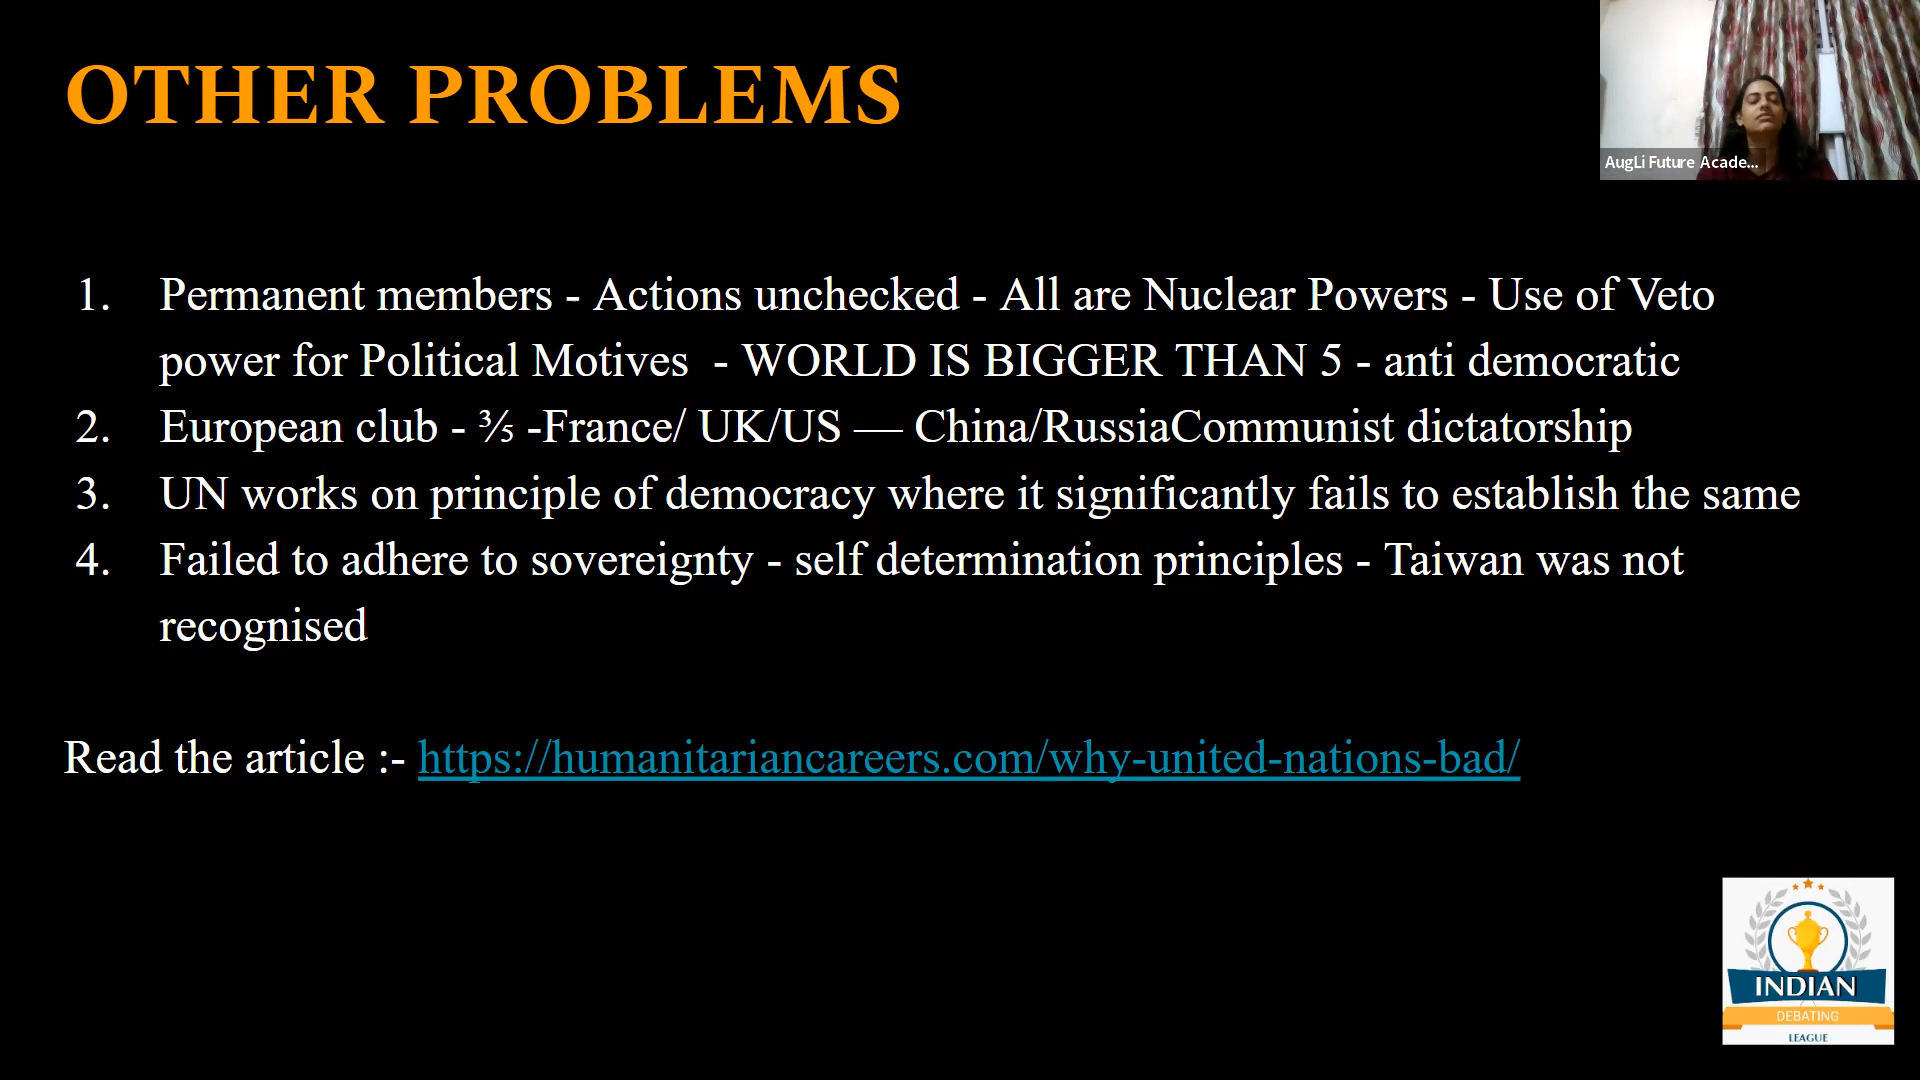 OTHER PROBLEMS
AugLi Future Acade...
1. Permanent members - Actions unchecked - All are Nuclear Powers - Use of Veto
power for Political Motives  - WORLD IS BIGGER THAN 5 - anti democratic
2. European club - ⅗ -France/ UK/US — China/RussiaCommunist dictatorship
3. UN works on principle of democracy where it significantly fails to establish the same
4. Failed to adhere to sovereignty - self determination principles - Taiwan was not
recognised
Read the article :- https://humanitariancareers.com/why-united-nations-bad/
INDIAN
DEBATING
LEAGUE